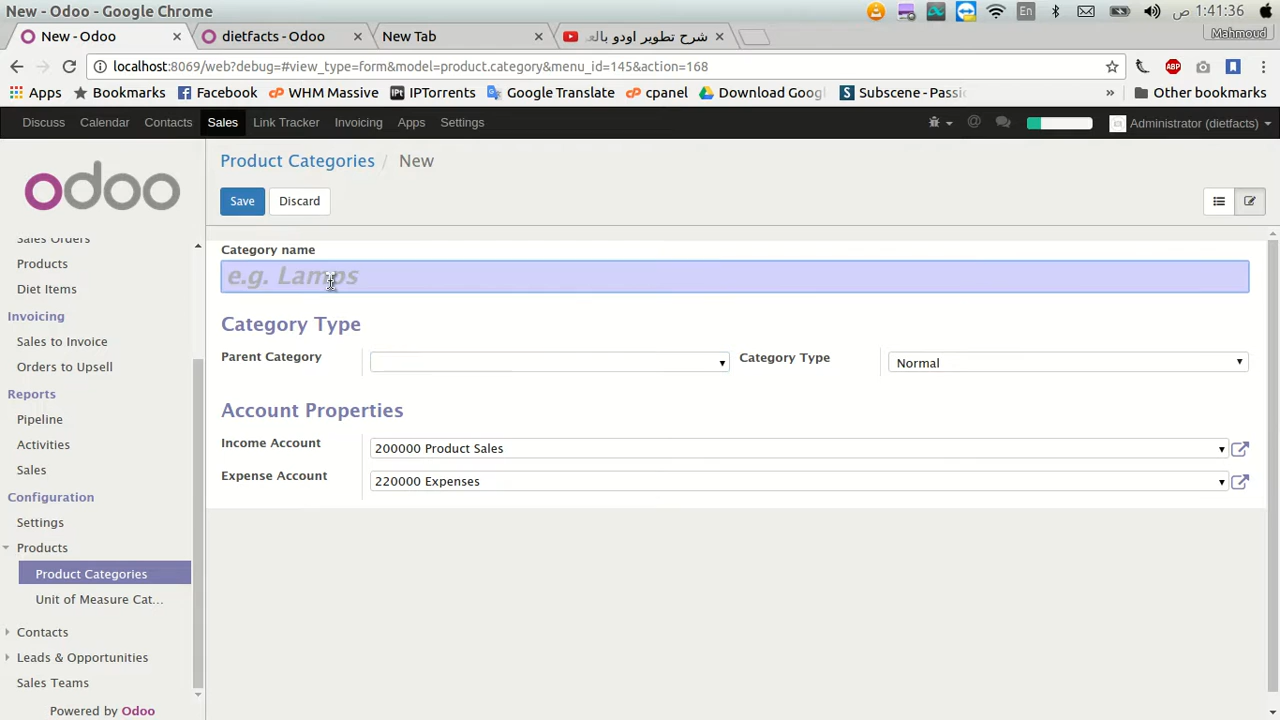 New - Odoo - Google Chrome
En
1:41:36 ص
New - Odoo
dietfacts - Odoo
New Tab
شرح تطوير اودو بالع
Mahmoud
localhost:8069/web?debug=#view_type=form&model=product.category&menu_id=145&action=168
ABP
Apps
Bookmarks
Facebook
WHM Massive
IPTorrents
Google Translate
cpanel
Download Goog
Subscene - Passi
»
Other bookmarks
Discuss
Calendar
Contacts
Sales
Link Tracker
Invoicing
Apps
Settings
Administrator (dietfacts)
odoo
Product Categories / New
Save
Discard
Sales Orders
Products
Diet Items
Invoicing
Sales to Invoice
Orders to Upsell
Reports
Pipeline
Activities
Sales
Configuration
Settings
Products
Product Categories
Unit of Measure Cat...
Contacts
Leads & Opportunities
Sales Teams
Powered by Odoo
Category name
e.g. Lamps
Category Type
Parent Category
Category Type
Normal
Account Properties
Income Account
200000 Product Sales
Expense Account
220000 Expenses